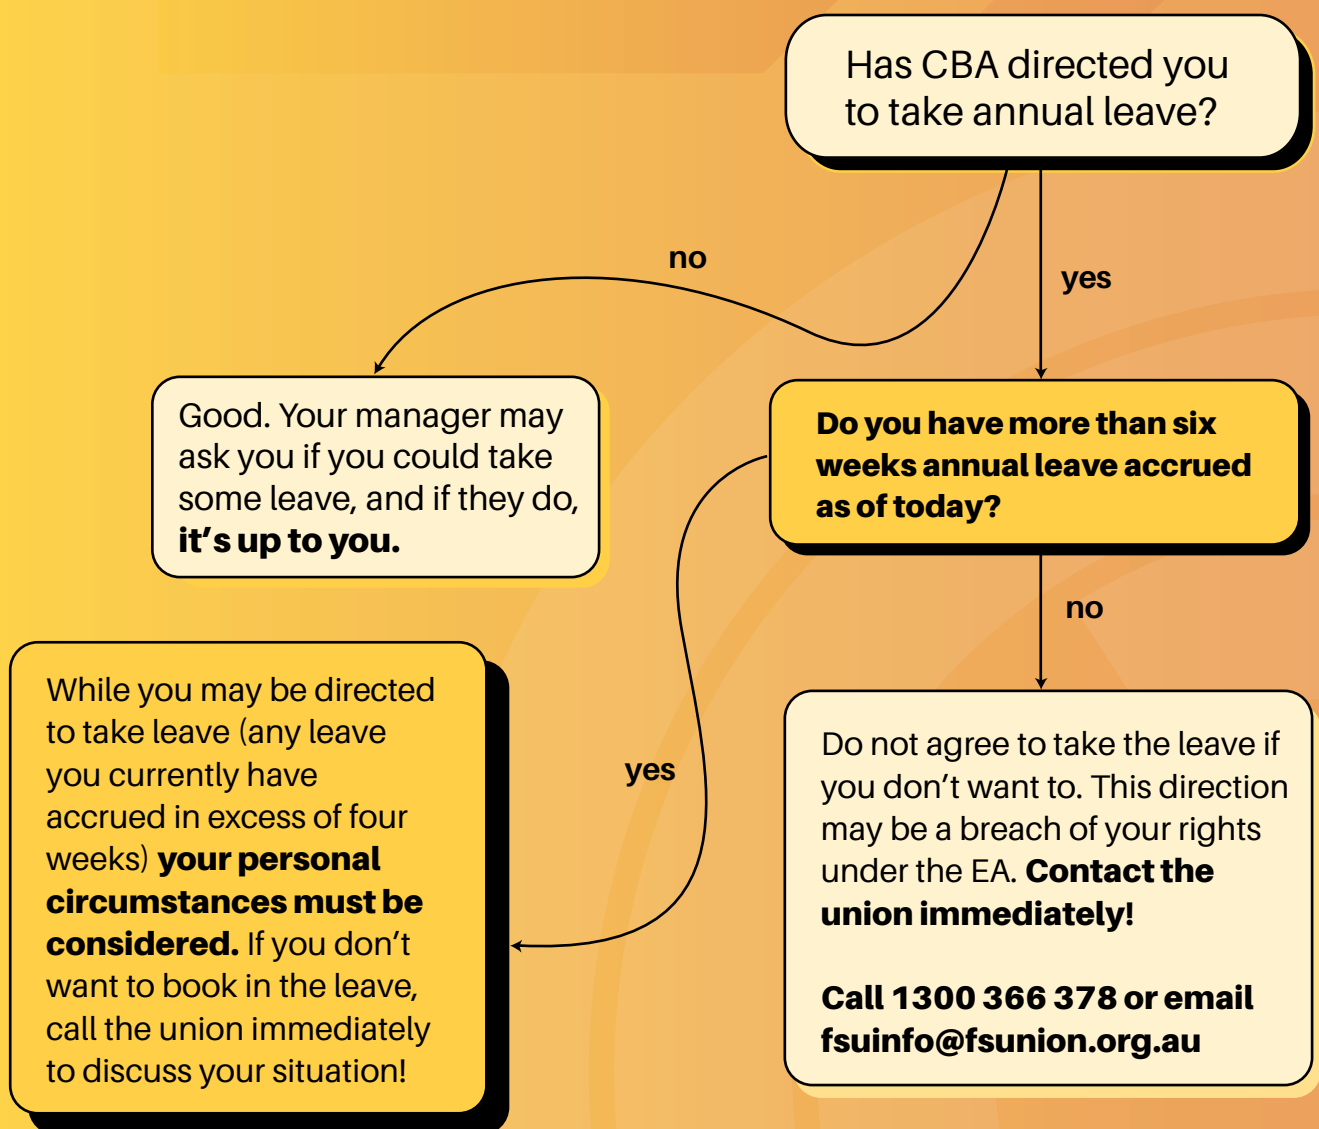 Has CBA directed you
to take annual leave?
no
yes
Good. Your manager may
ask you if you could take
some leave, and if they do,
it's up to you.
Do you have more than six
weeks annual leave accrued
as of today?
no
yes
While you may be directed
to take leave (any leave
you currently have
accrued in excess of four
weeks) your personal
circumstances must be
considered. If you don't
want to book in the leave,
call the union immediately
to discuss your situation!
Do not agree to take the leave if
you don't want to. This direction
may be a breach of your rights
under the EA. Contact the
union immediately!
Call 1300 366 378 or email
fsuinfo@fsunion.org.au